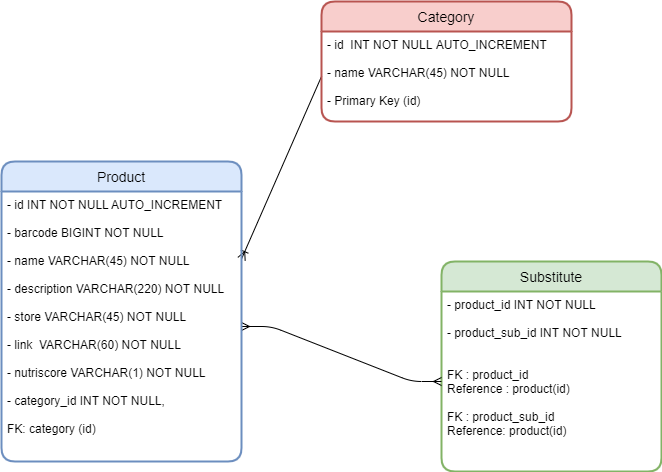 Category
- id  INT NOT NULL AUTO_INCREMENT
- name VARCHAR(45) NOT NULL
- Primary Key (id)
Product
- id INT NOT NULL AUTO_INCREMENT
- barcode BIGINT NOT NULL
- name VARCHAR(45) NOT NULL
- description VARCHAR(220) NOT NULL
- store VARCHAR(45) NOT NULL
- link  VARCHAR(60) NOT NULL
- nutriscore VARCHAR(1) NOT NULL
- category_id INT NOT NULL,
FK: category (id)
Substitute
- product_id INT NOT NULL
- product_sub_id INT NOT NULL
FK : product_id
Reference : product(id)
FK : product_sub_id
Reference: product(id)